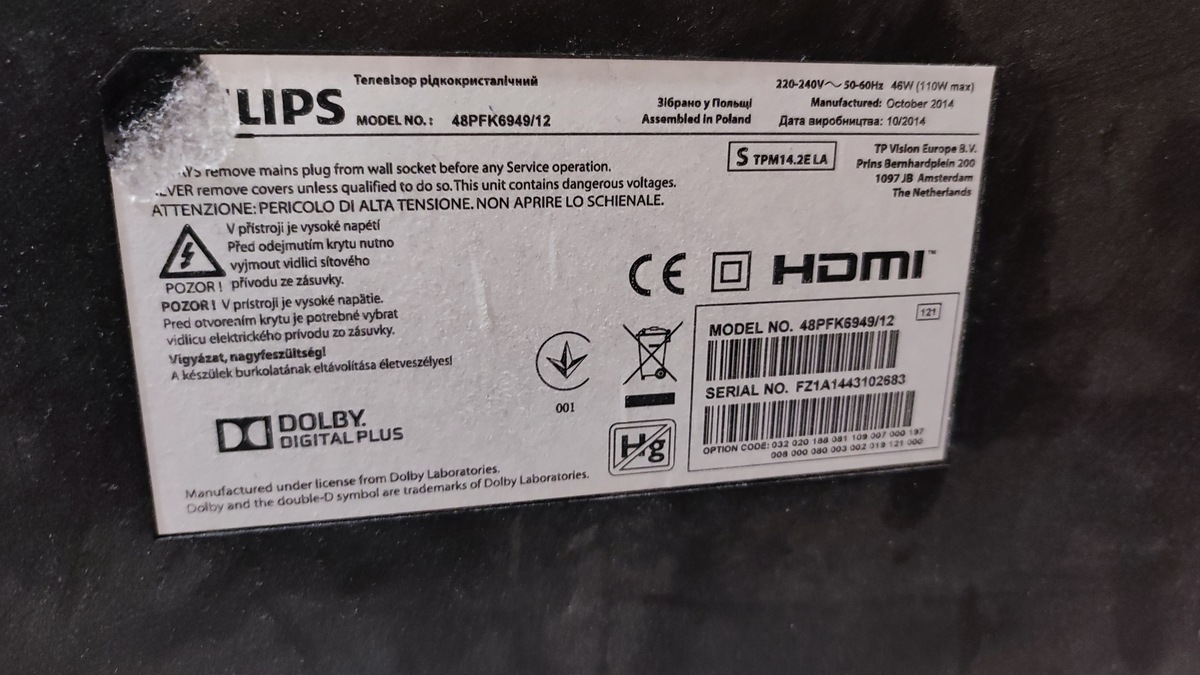 LIPS
Телевізор рідкокристалічний
MODEL NO.: 48PFK6949/12
Зібрано у Польщі
Assembled in Poland
220-240V～ 50-60Hz 46W (110W max)
Manufactured: October 2014
Дата виробництва: 10/2014
remove mains plug from wall socket before any Service operation.
remove covers unless qualified to do so. This unit contains dangerous voltages.
ATTENZIONE: PERICOLO DI ALTA TENSIONE. NON APRIRE LO SCHIENALE.
S TPM14.2E LA
TP Vision Europe B.V.
Prins Bernhardplein 200
1097 JB Amsterdam
The Netherlands
V přístroji je vysoké napětí
Před odejmutím krytu nutno
vyjmout vidlici síťového
POZOR! přívodu ze zásuvky.
POZOR! V prístroji je vysoké napätie.
Pred otvorením krytu je potrebné vybrat
vidlicu elektrického prívodu zo zásuvky.
Vigyázat, nagyfeszültség!
A készülek burkolatának eltávolitása életveszélyes!
CE
HDMI™
001
Hg
121
MODEL NO. 48PFK6949/12
SERIAL NO. FZ1A1443102683
OPTION CODE: 032 020 188 081 109 007 000 197
008 000 080 003 002 019 121 000
DOLBY.
DIGITAL PLUS
Manufactured under license from Dolby Laboratories.
Dolby and the double-D symbol are trademarks of Dolby Laboratories.